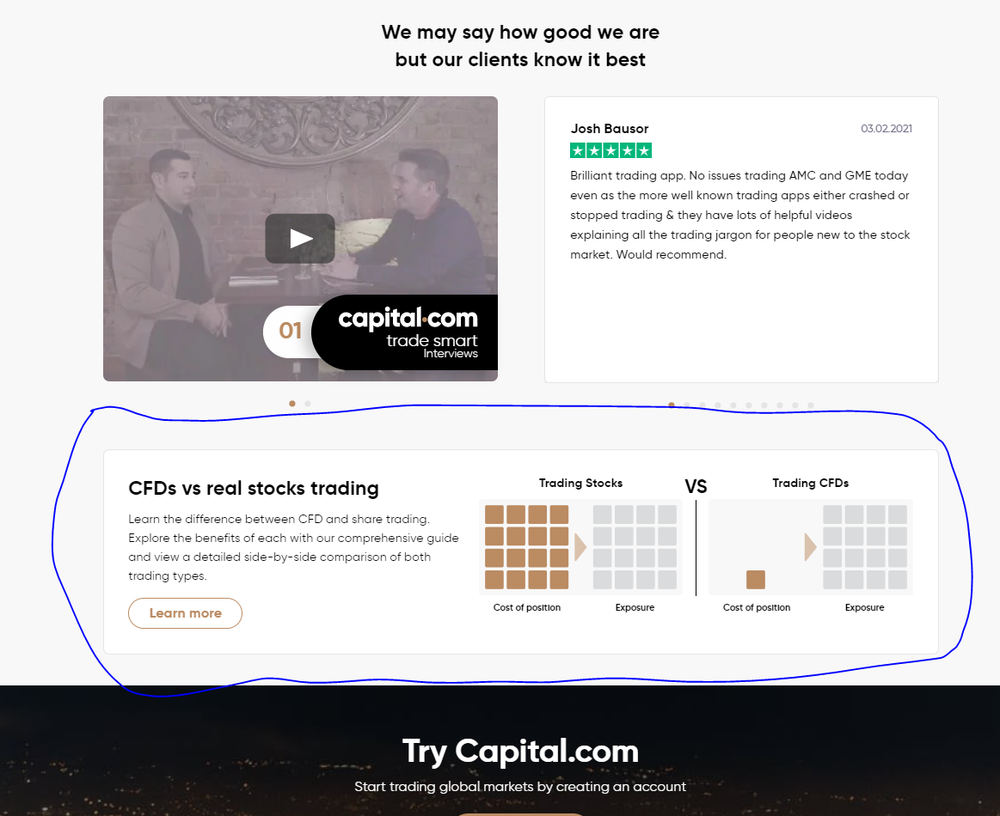 We may say how good we are
but our clients know it best
01
capital.com
trade smart
Interviews
Josh Bausor
03.02.2021
Brilliant trading app. No issues trading AMC and GME today
even as the more well known trading apps either crashed or
stopped trading & they have lots of helpful videos
explaining all the trading jargon for people new to the stock
market. Would recommend.
CFDs vs real stocks trading
Learn the difference between CFD and share trading.
Explore the benefits of each with our comprehensive guide
and view a detailed side-by-side comparison of both
trading types.
Learn more
Trading Stocks
VS
Trading CFDs
Cost of position
Exposure
Cost of position
Exposure
Try Capital.com
Start trading global markets by creating an account